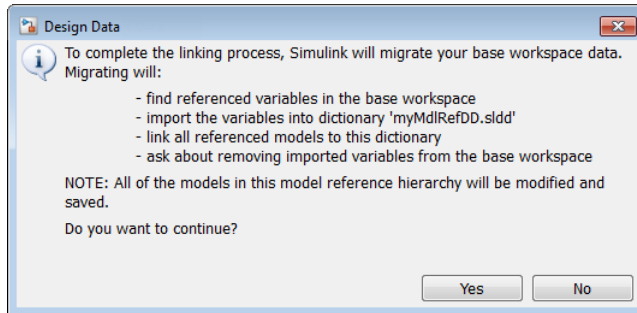 Design Data
To complete the linking process, Simulink will migrate your base workspace data.
Migrating will:
- find referenced variables in the base workspace
- import the variables into dictionary 'myMdlRefDD.sldd'
- link all referenced models to this dictionary
- ask about removing imported variables from the base workspace
NOTE: All of the models in this model reference hierarchy will be modified and
saved.
Do you want to continue?
Yes No